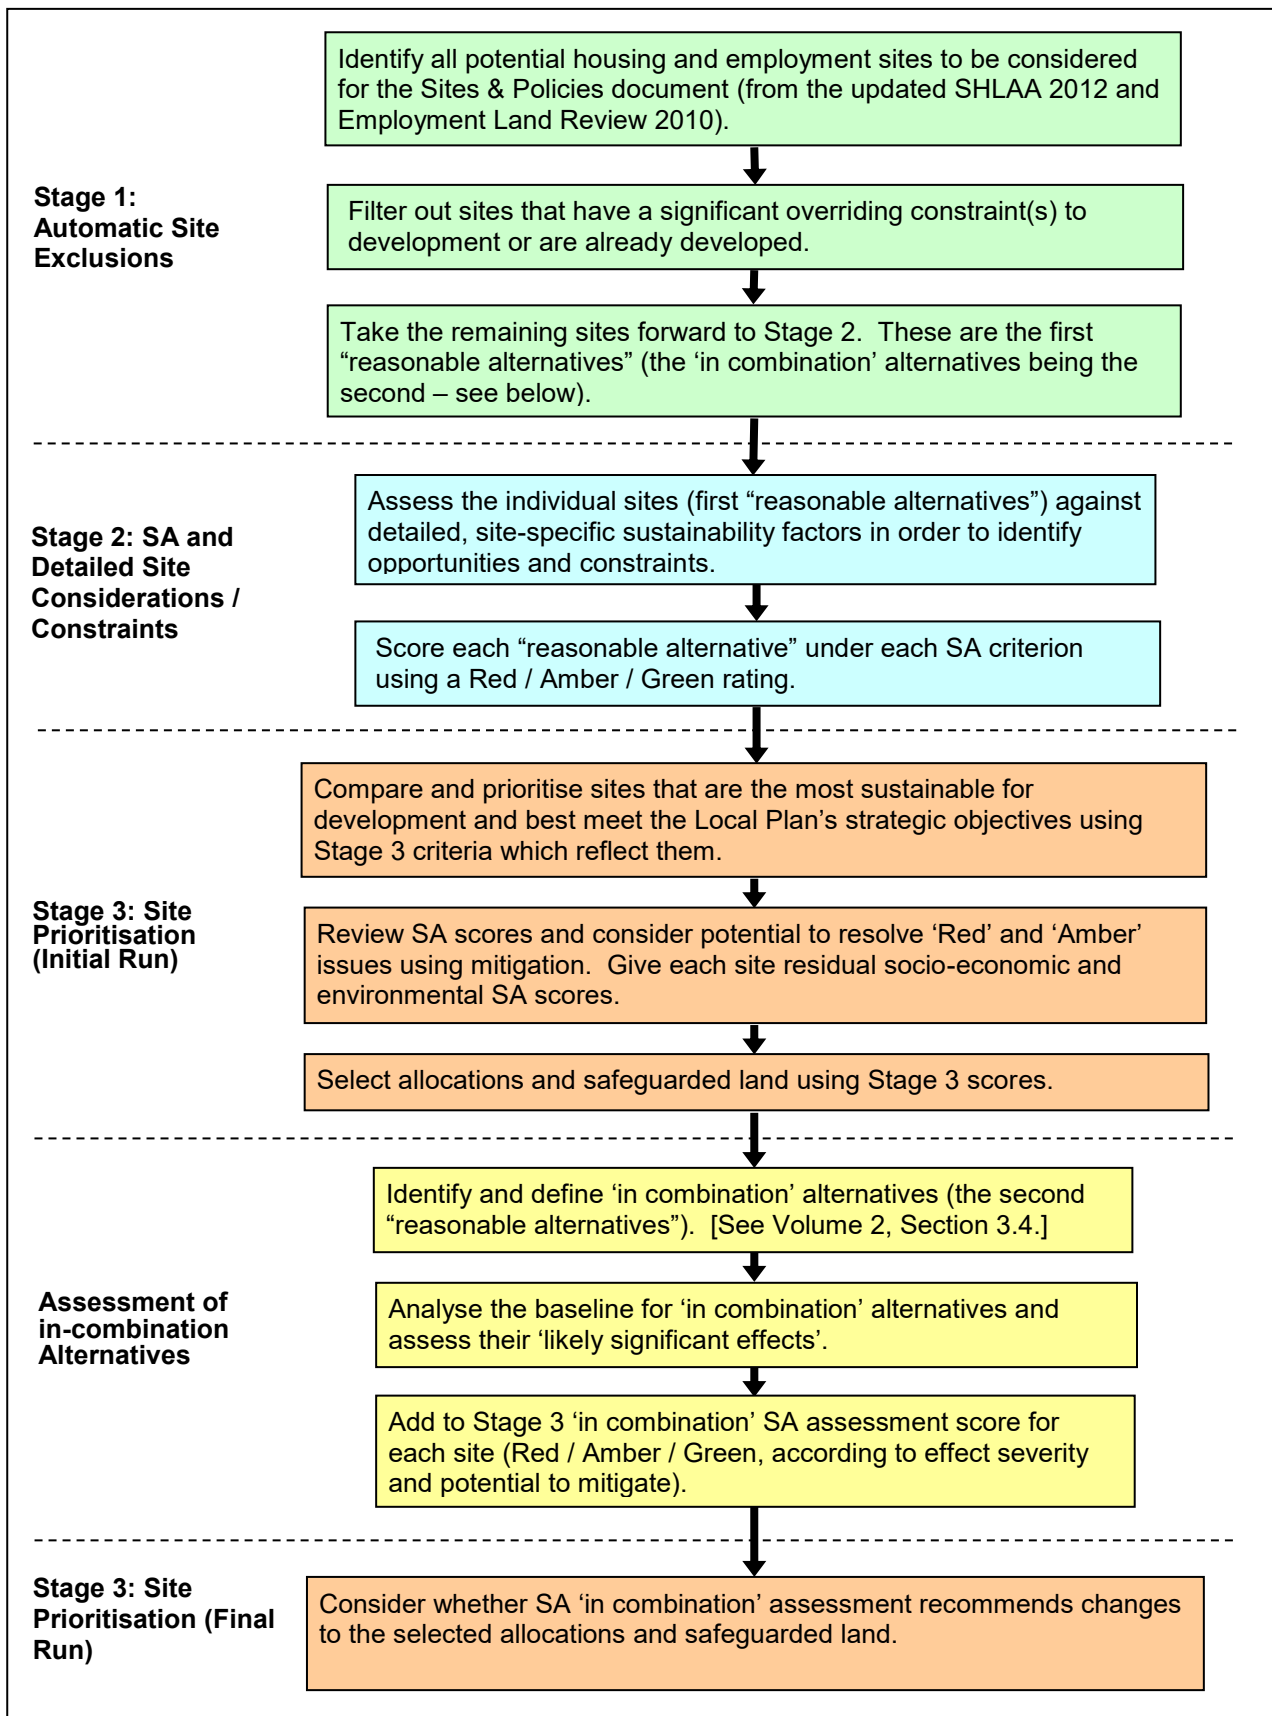 Identify all potential housing and employment sites to be considered
for the Sites & Policies document (from the updated SHLAA 2012 and
Employment Land Review 2010).
Stage 1:
Automatic Site
Exclusions
Filter out sites that have a significant overriding constraint(s) to
development or are already developed.
Take the remaining sites forward to Stage 2.  These are the first
“reasonable alternatives” (the ‘in combination’ alternatives being the
second – see below).
Stage 2: SA and
Detailed Site
Considerations /
Constraints
Assess the individual sites (first “reasonable alternatives”) against
detailed, site-specific sustainability factors in order to identify
opportunities and constraints.
Score each “reasonable alternative” under each SA criterion
using a Red / Amber / Green rating.
Compare and prioritise sites that are the most sustainable for
development and best meet the Local Plan’s strategic objectives using
Stage 3 criteria which reflect them.
Stage 3: Site
Prioritisation
(Initial Run)
Review SA scores and consider potential to resolve ‘Red’ and ‘Amber’
issues using mitigation.  Give each site residual socio-economic and
environmental SA scores.
Select allocations and safeguarded land using Stage 3 scores.
Identify and define ‘in combination’ alternatives (the second
“reasonable alternatives”).  [See Volume 2, Section 3.4.]
Assessment of
in-combination
Alternatives
Analyse the baseline for ‘in combination’ alternatives and
assess their ‘likely significant effects’.
Add to Stage 3 ‘in combination’ SA assessment score for
each site (Red / Amber / Green, according to effect severity
and potential to mitigate).
Stage 3: Site
Prioritisation (Final
Run)
Consider whether SA ‘in combination’ assessment recommends changes
to the selected allocations and safeguarded land.